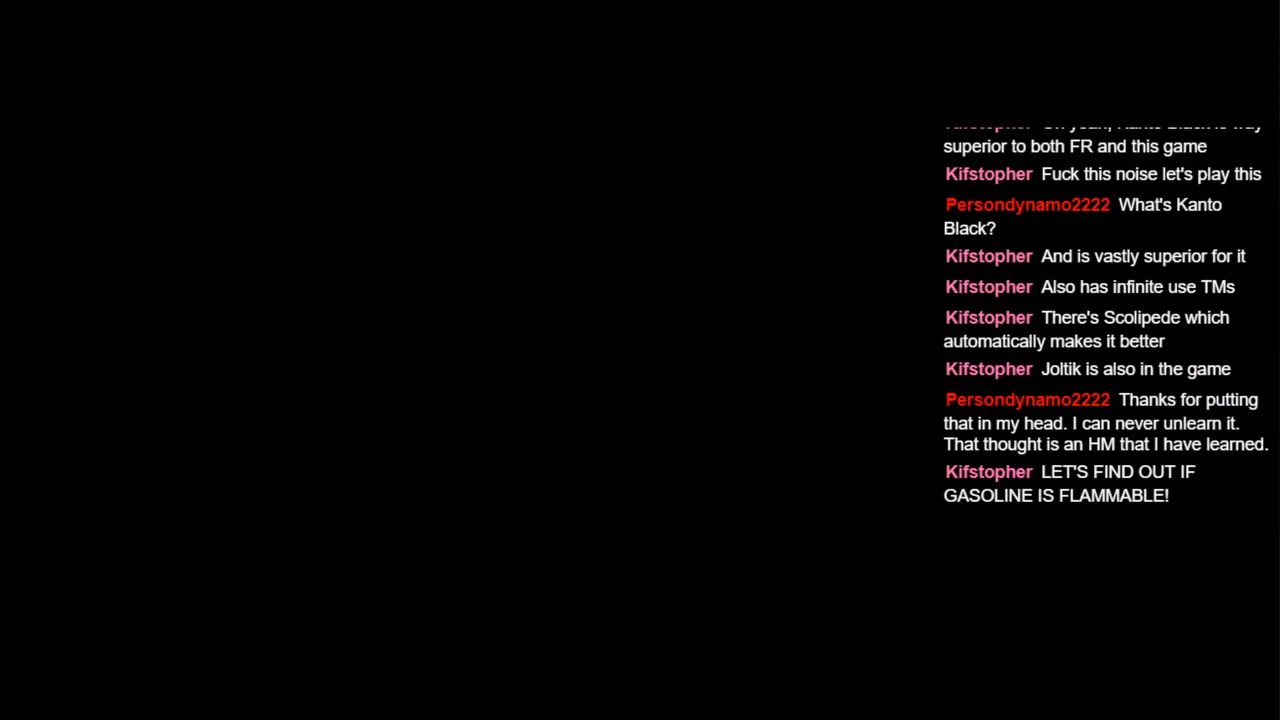 superior to both FR and this game
Kifstopher Fuck this noise let's play this
Persondynamo2222 What's Kanto
Black?
Kifstopher And is vastly superior for it
Kifstopher Also has infinite use TMs
Kifstopher There's Scolipede which
automatically makes it better
Kifstopher Joltik is also in the game
Persondynamo2222 Thanks for putting
that in my head. I can never unlearn it.
That thought is an HM that I have learned.
Kifstopher LET'S FIND OUT IF
GASOLINE IS FLAMMABLE!